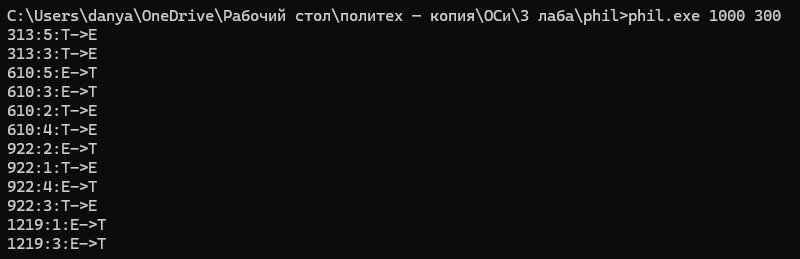 C:\Users\danya\OneDrive\Рабочий стол\политех — копия\ОСи\3 лаба\phil>phil.exe 1000 300
313:5:T->E
313:3:T->E
610:5:E->T
610:3:E->T
610:2:T->E
610:4:T->E
922:2:E->T
922:1:T->E
922:4:E->T
922:3:T->E
1219:1:E->T
1219:3:E->T